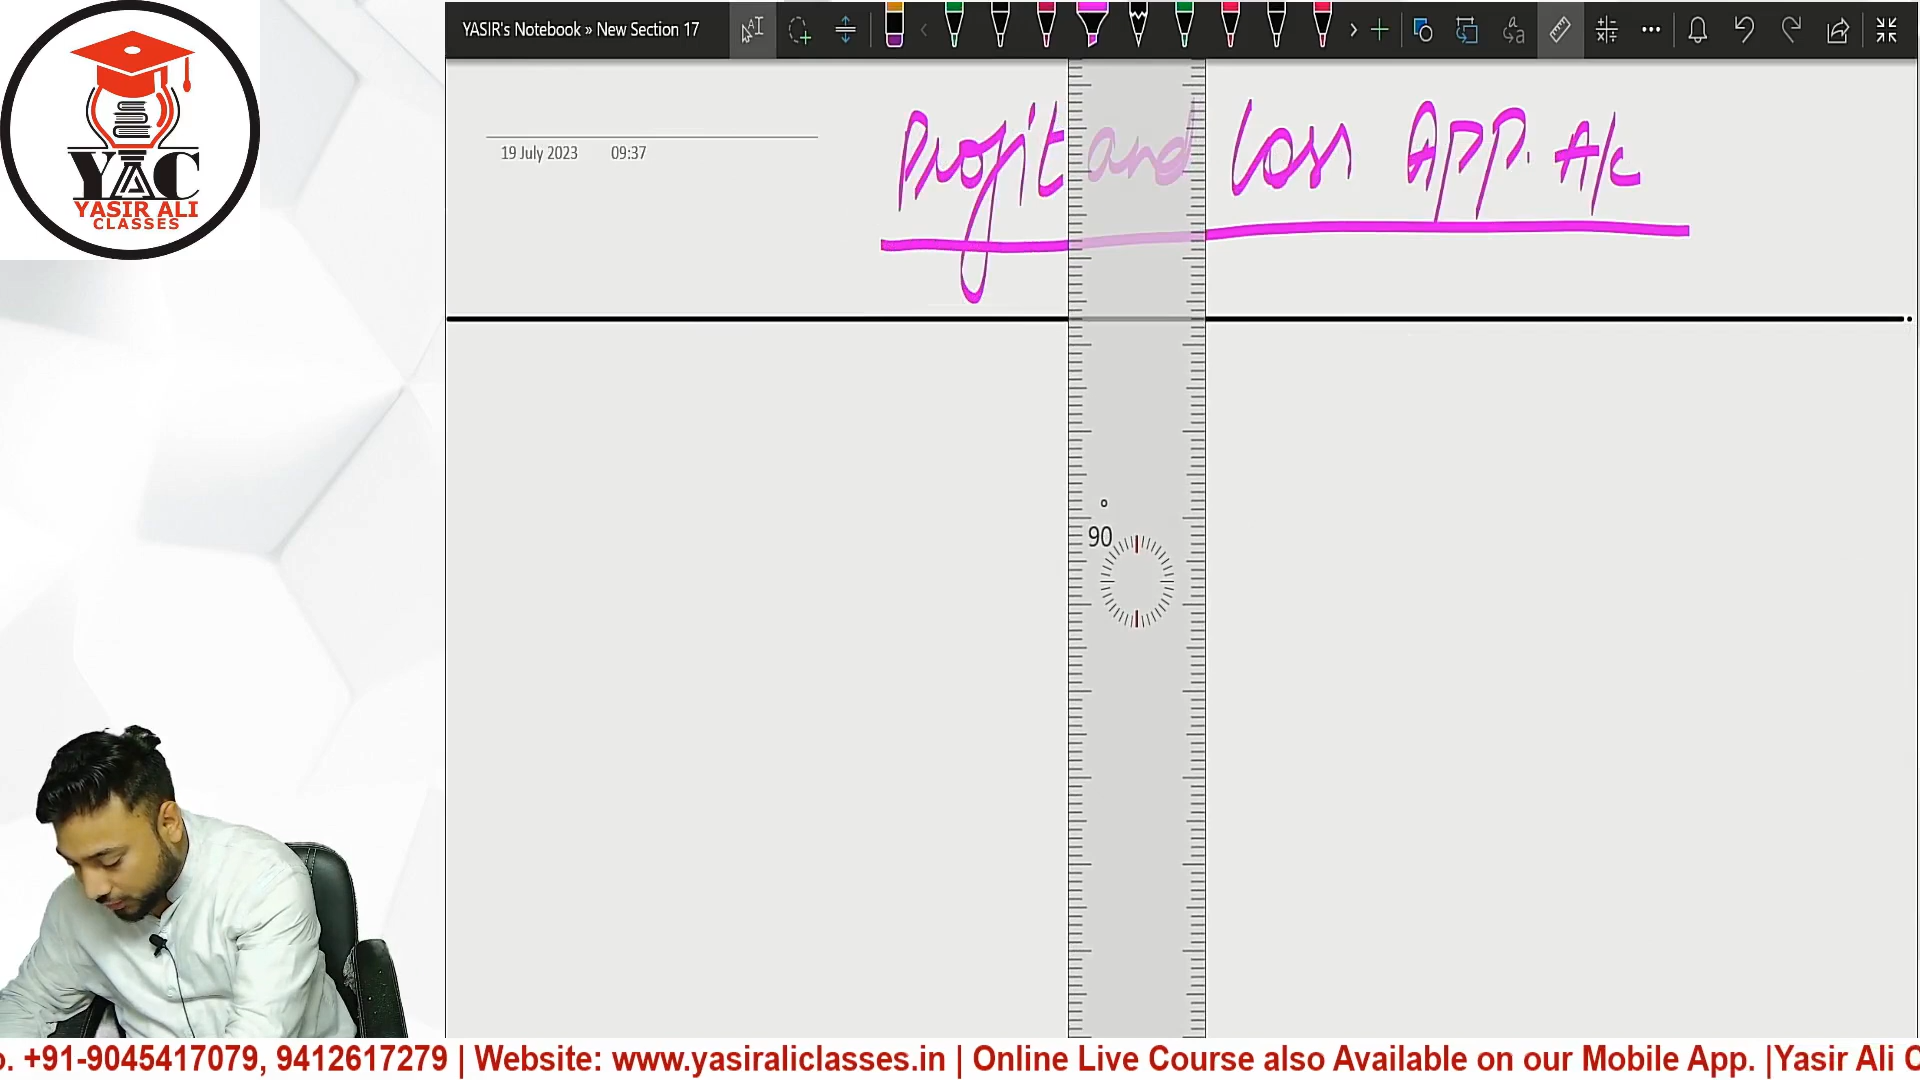 YAC
YASIR ALI
CLASSES
YASIR's Notebook » New Section 17
19 July 2023 09:37
Profit and Loss App. A/c
90
o. +91-9045417079, 9412617279 | Website: www.yasiraliclasses.in | Online Live Course also Available on our Mobile App. |Yasir Ali C